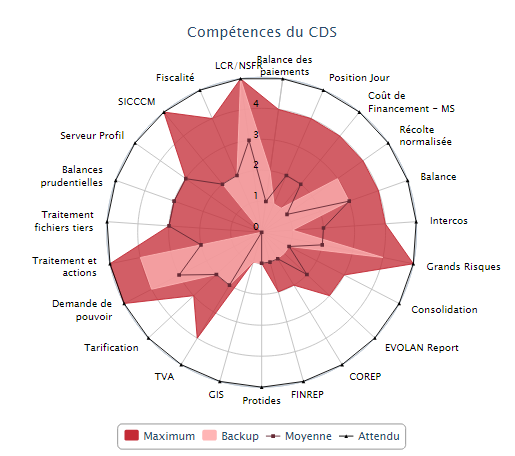 Compétences du CDS
LCR/NSFR
Balance des
paiements
Position Jour
Coût de
Financement - MS
Récolte
normalisée
Balance
Intercos
Grands Risques
Consolidation
EVOLAN Report
COREP
FINREP
Protides
GIS
TVA
Tarification
Demande de
pouvoir
Traitement et
actions
Traitement
fichiers tiers
Balances
prudentielles
Serveur Profil
SICCCM
Fiscalité
4
3
2
1
0
Maximum Backup Moyenne Attendu